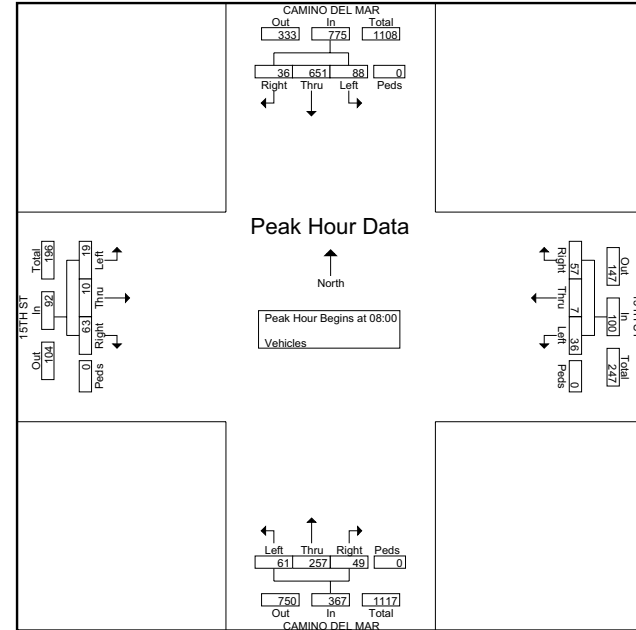 CAMINO DEL MAR
Out In Total
333 775 1108
36 651 88 0
Right Thru Left Peds
Peak Hour Data
North
Peak Hour Begins at 08:00
Vehicles
15TH ST
Out In Total
104 92 196
Left Thru Right Peds
19 10 63 0
Out In Total
147 100 247
Right Thru Left Peds
57 7 36 0
Left Thru Right Peds
61 257 49 0
750 367 1117
Out In Total
CAMINO DEL MAR